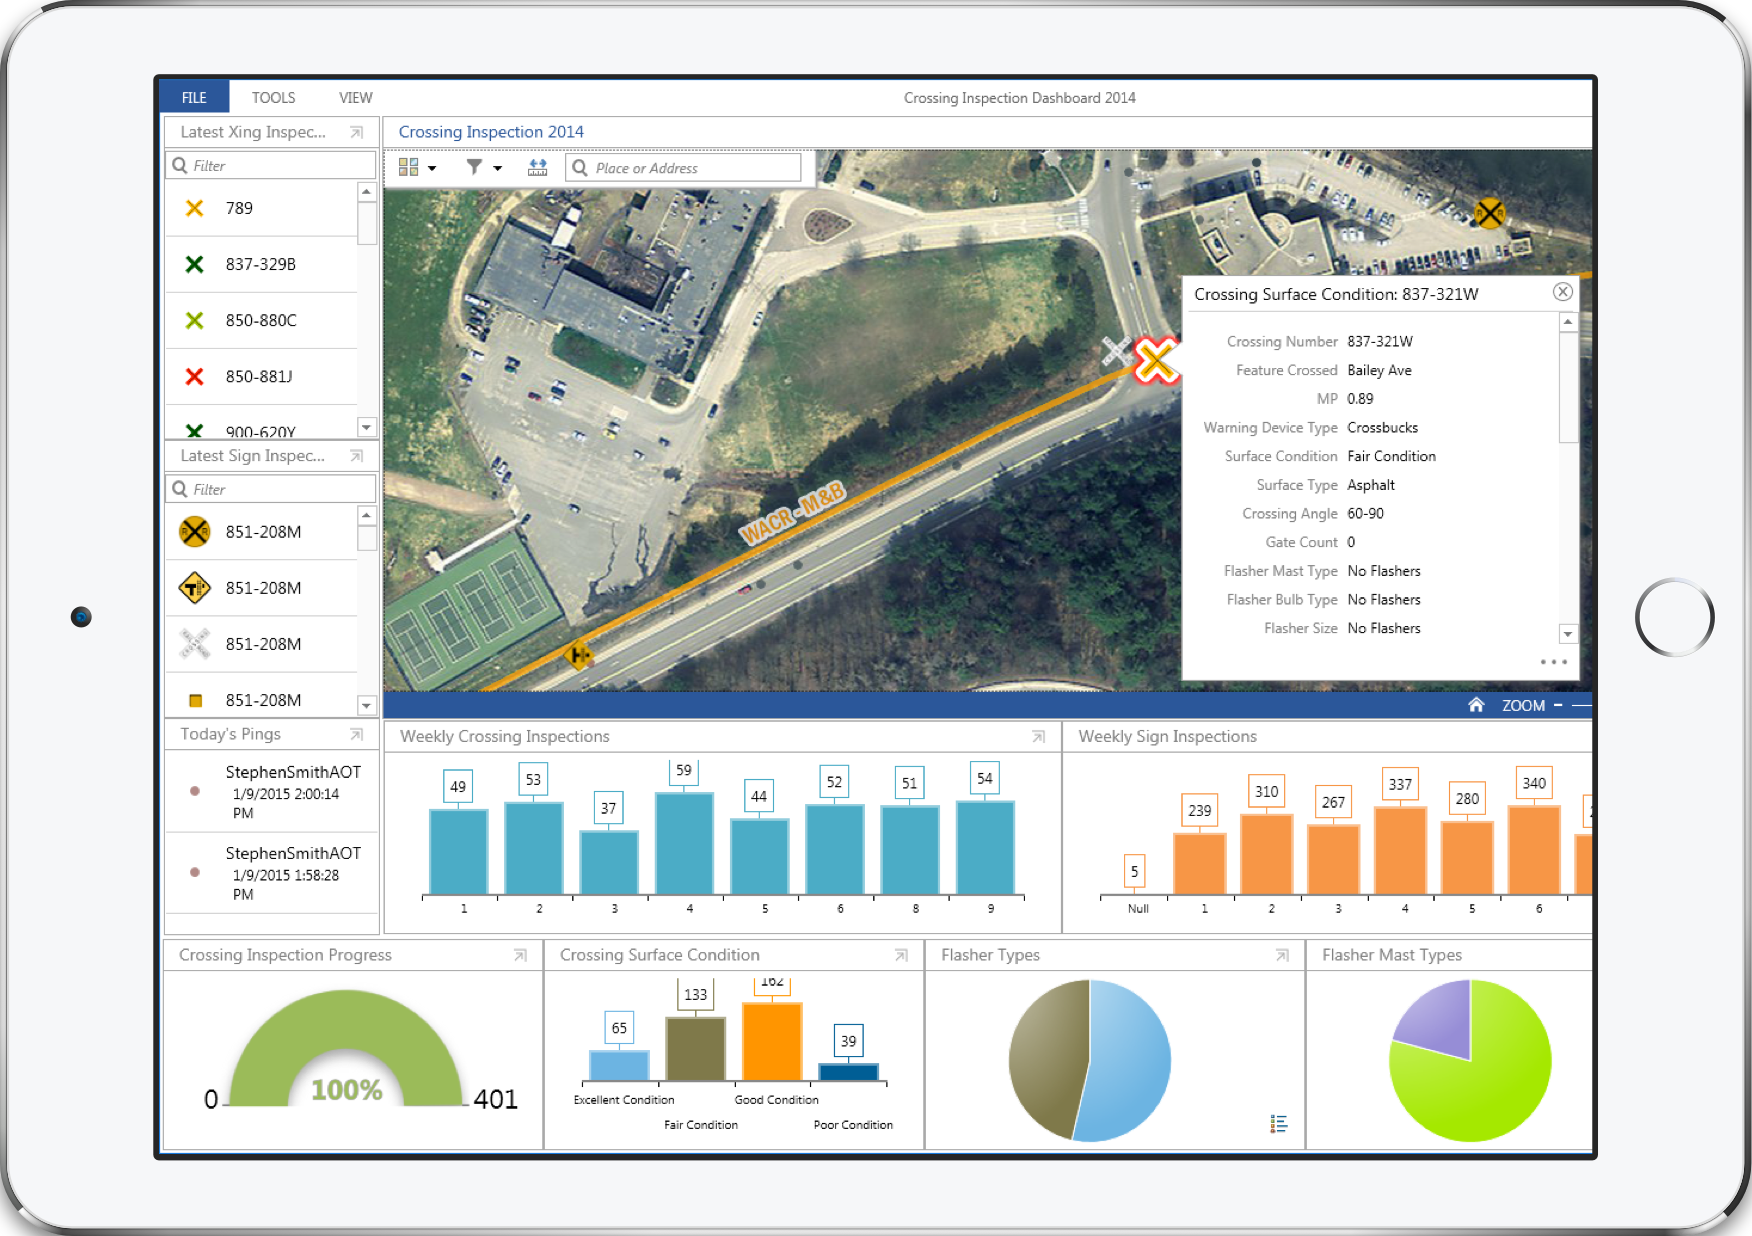 FILE TOOLS VIEW Crossing Inspection Dashboard 2014
Latest Xing Inspec...
Filter
789
837-329B
850-880C
850-881J
900-620Y
Latest Sign Inspec...
Filter
851-208M
851-208M
851-208M
851-208M
Today's Pings
StephenSmithAOT
1/9/2015 2:00:14
PM
StephenSmithAOT
1/9/2015 1:58:28
PM
Crossing Inspection 2014
Place or Address
R R
WACR - M&B
Crossing Surface Condition: 837-321W
Crossing Number 837-321W
Feature Crossed Bailey Ave
MP 0.89
Warning Device Type Crossbucks
Surface Condition Fair Condition
Surface Type Asphalt
Crossing Angle 60-90
Gate Count 0
Flasher Mast Type No Flashers
Flasher Bulb Type No Flashers
Flasher Size No Flashers
ZOOM
Weekly Crossing Inspections
49 53 37 59 44 52 51 54
1 2 3 4 5 6 8 9
Weekly Sign Inspections
5 239 310 267 337 280 340
Null 1 2 3 4 5 6
Crossing Inspection Progress
100%
0 401
Crossing Surface Condition
65 133 162 39
Excellent Condition Good Condition
Fair Condition Poor Condition
Flasher Types
Flasher Mast Types